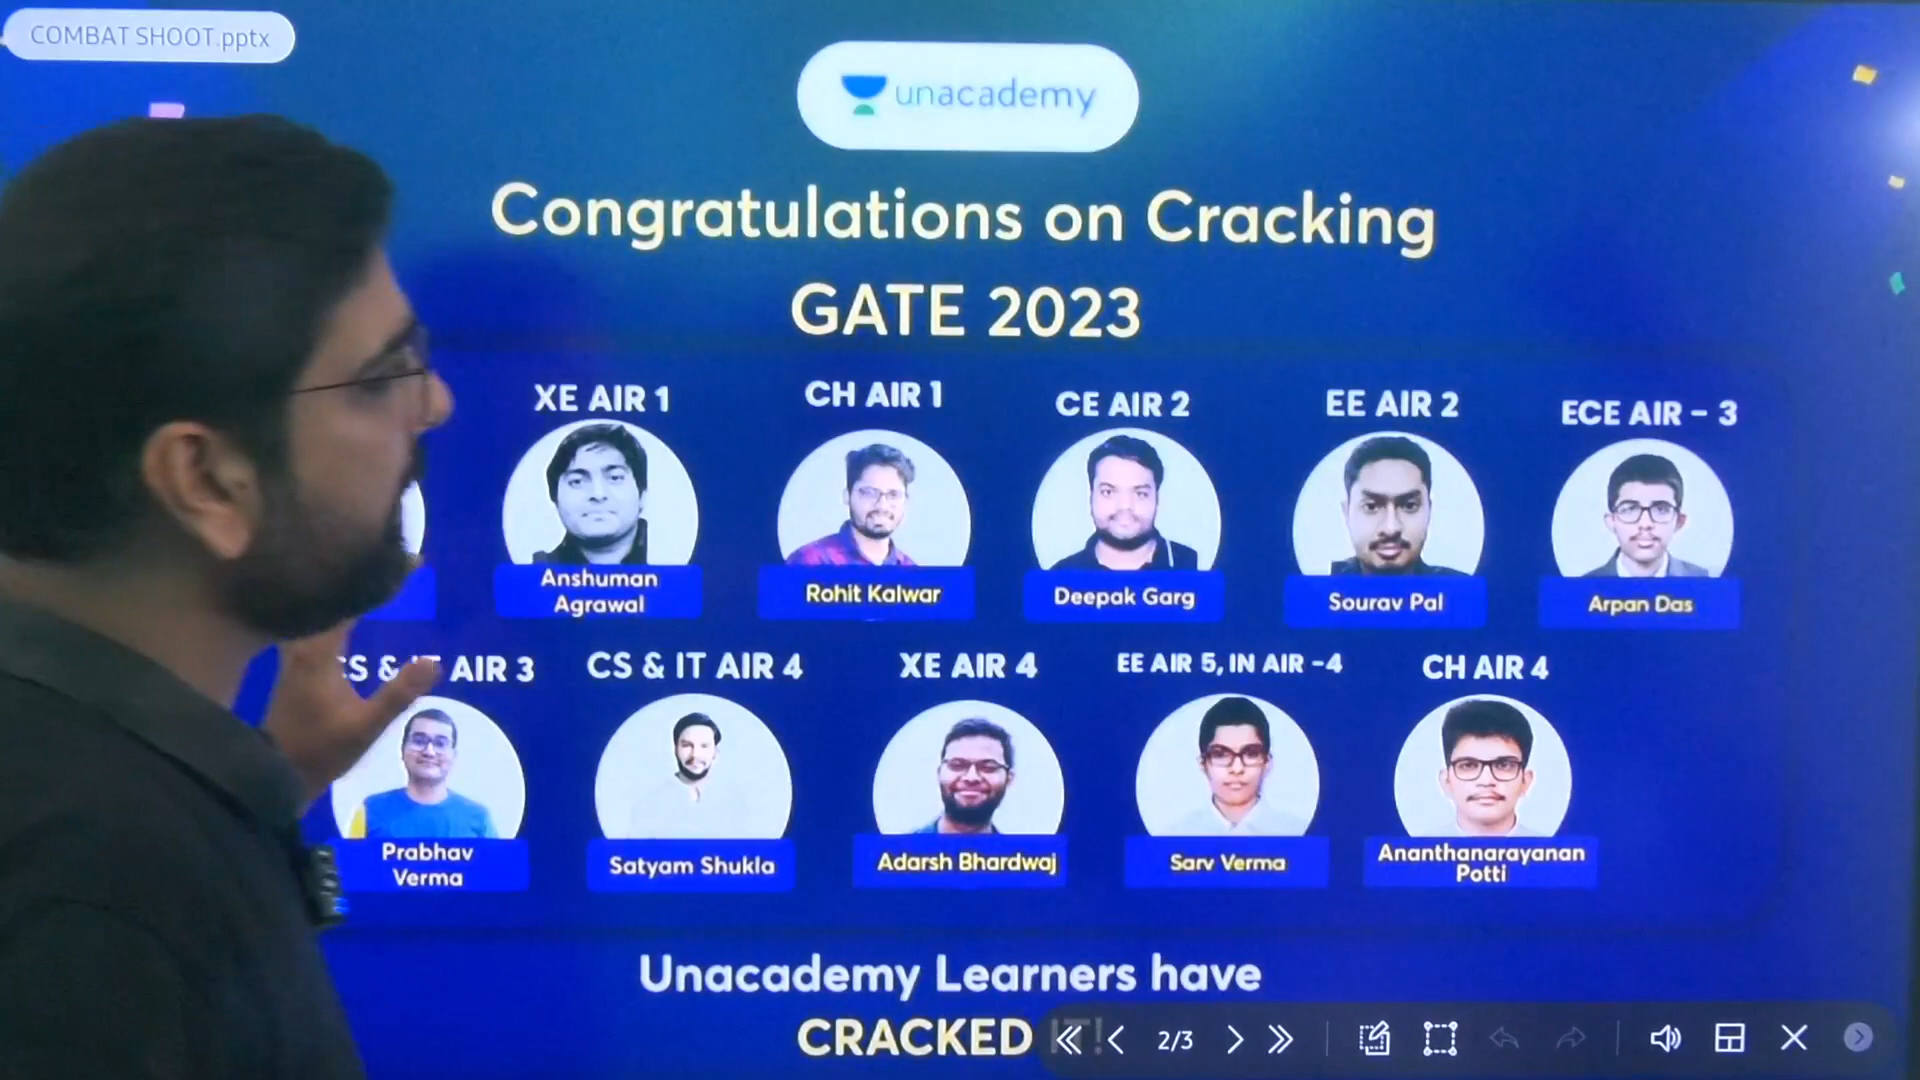 COMBAT SHOOT.pptx
unacademy
Congratulations on Cracking
GATE 2023
XE AIR 1
CH AIR 1
CE AIR 2
EE AIR 2
ECE AIR - 3
Anshuman
Agrawal
Rohit Kalwar
Deepak Garg
Sourav Pal
Arpan Das
CS & IT AIR 3
CS & IT AIR 4
XE AIR 4
EE AIR 5, IN AIR -4
CH AIR 4
Prabhav
Verma
Satyam Shukla
Adarsh Bhardwaj
Sarv Verma
Ananthanarayanan
Potti
Unacademy Learners have
CRACKED IT!
2/3